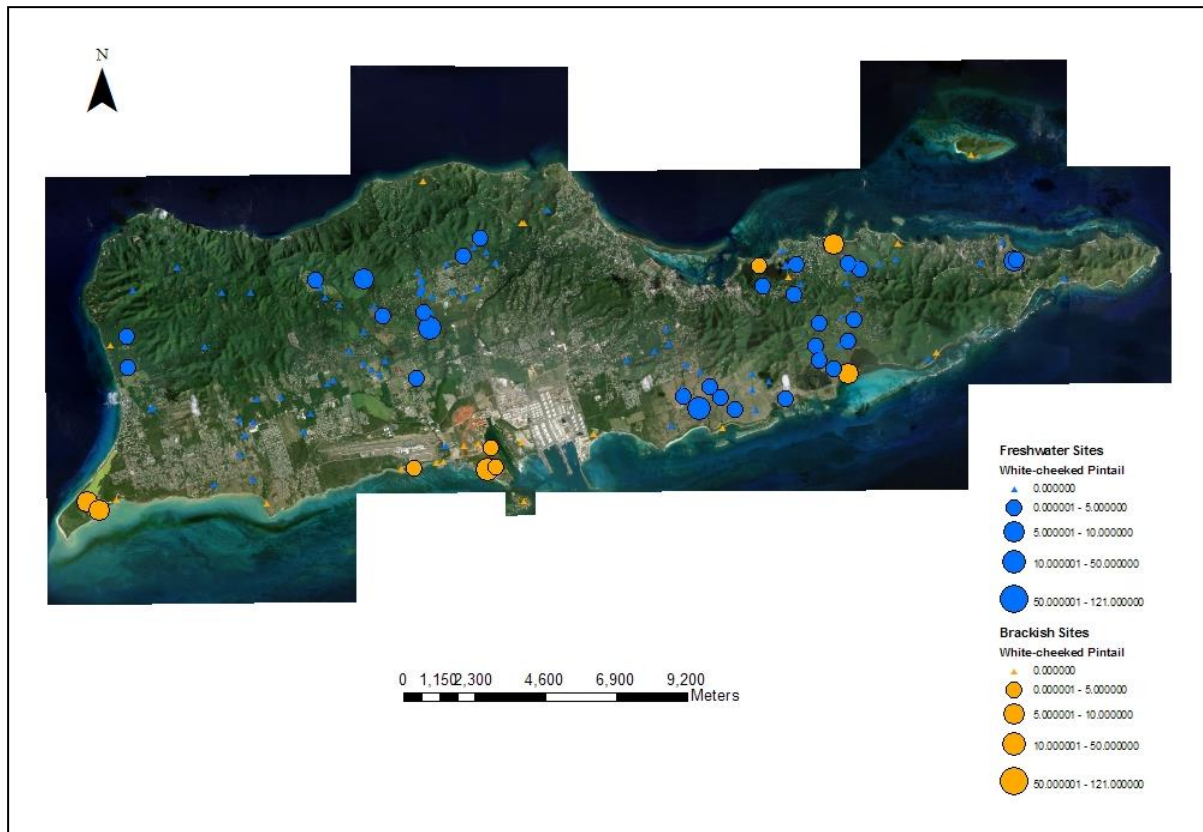 N
Freshwater Sites
White-cheeked Pintail
0.000000
0.000001 - 5.000000
5.000001 - 10.000000
10.000001 - 50.000000
50.000001 - 121.000000
Brackish Sites
White-cheeked Pintail
0.000000
0.000001 - 5.000000
5.000001 - 10.000000
10.000001 - 50.000000
50.000001 - 121.000000
0 1,150 2,300 4,600 6,900 9,200
Meters